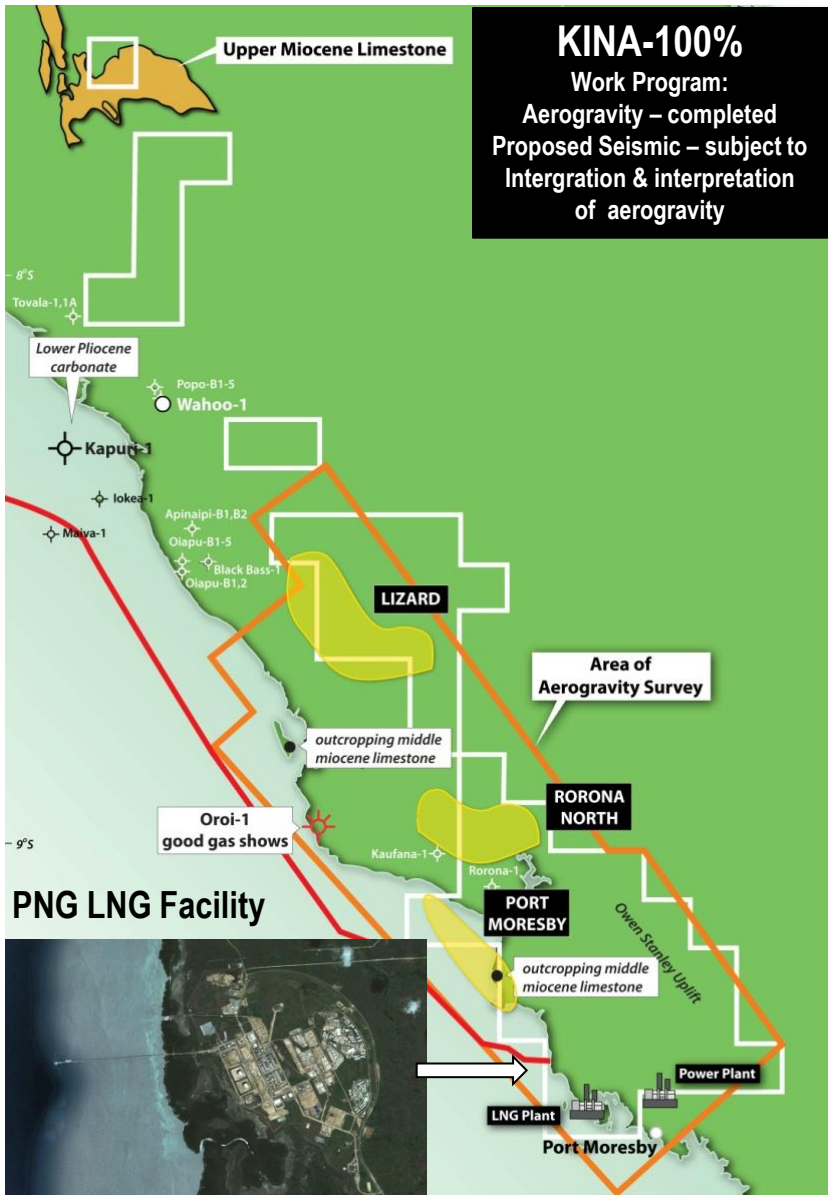 Upper Miocene Limestone
KINA-100%
Work Program:
Aerogravity – completed
Proposed Seismic – subject to
Intergration & interpretation
of aerogravity
8°S
Tovala-1,1A
Lower Pliocene
carbonate
Popo-B1-5
Wahoo-1
Kapuri-1
Iokea-1
Apinaipi-B1,B2
Maiva-1
Oiapu-B1-5
Black Bass-1
Oiapu-B1,2
LIZARD
Area of
Aerogravity Survey
outcropping middle
miocene limestone
RORONA
NORTH
Oroi-1
good gas shows
9°S
Kaufana-1
Rorona-1
PNG LNG Facility
PORT
MORESBY
Owen Stanley Uplift
outcropping middle
miocene limestone
Power Plant
LNG Plant
Port Moresby